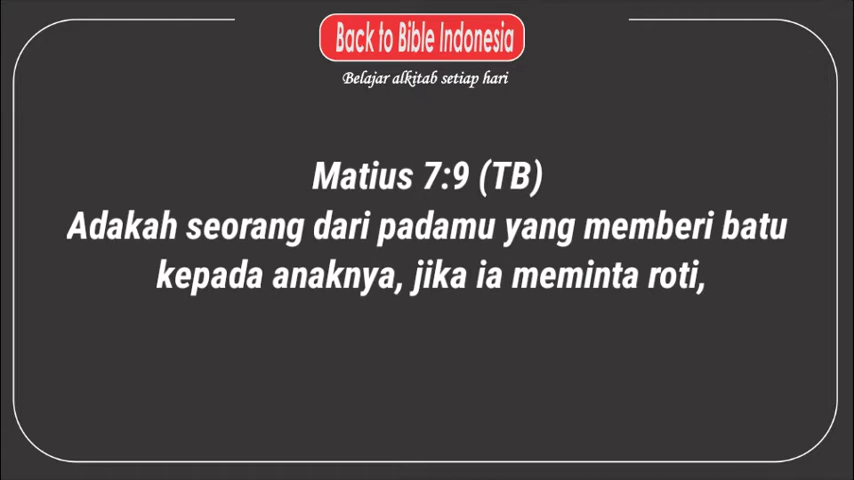 Back to Bible Indonesia
Belajar alkitab setiap hari
Matius 7:9 (TB)
Adakah seorang dari padamu yang memberi batu
kepada anaknya, jika ia meminta roti,